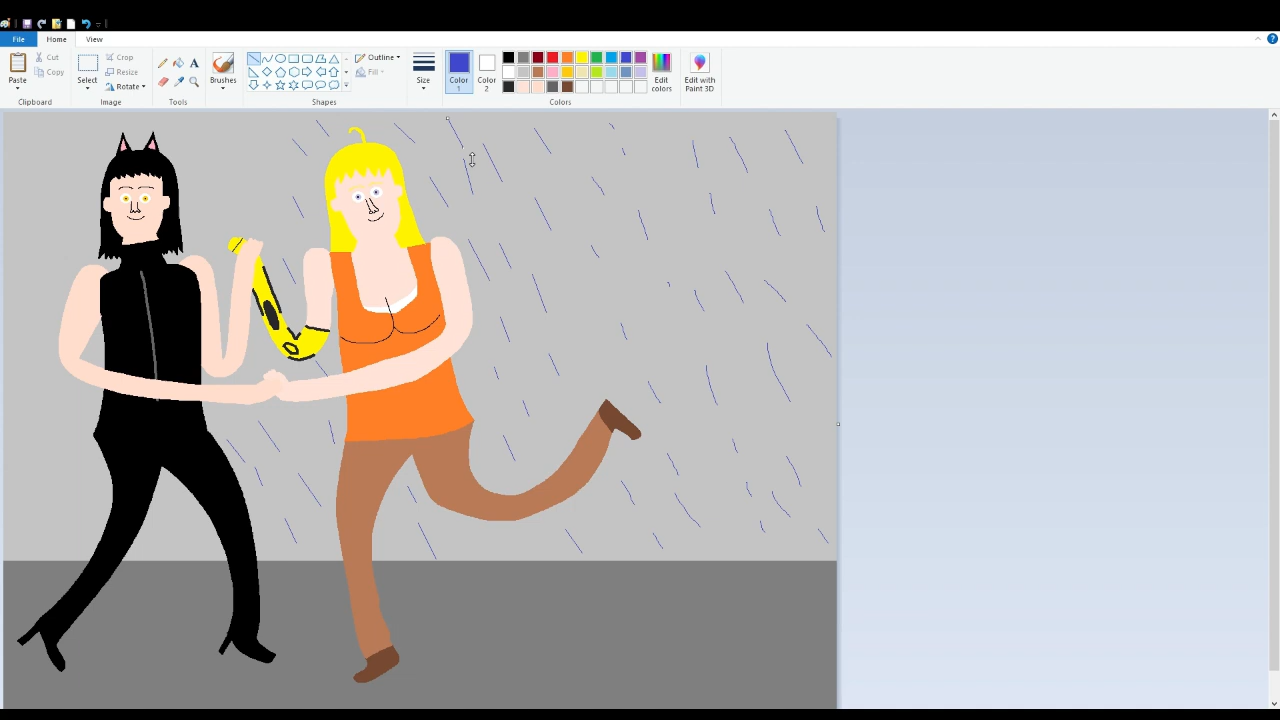 File Home View
Cut
Copy
Paste
Clipboard
Select
Crop
Resize
Rotate
Image
A
Tools
Brushes
Outline
Fill
Shapes
Size
Color 1
Color 2
Edit colors
Edit with Paint 3D
Colors